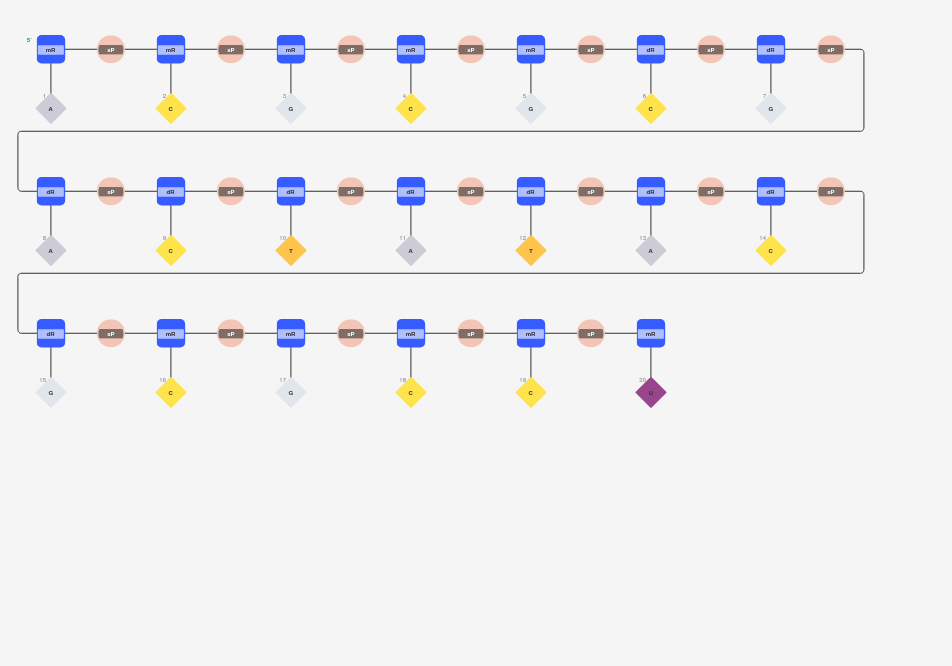 5' mR sP mR sP mR sP mR sP mR sP dR sP dR sP
1 2 3 4 5 6 7
A C G C G C G
dR sP dR sP dR sP dR sP dR sP dR sP dR sP
8 9 10 11 12 13 14
A C T A T A C
dR sP mR sP mR sP mR sP mR sP mR
15 16 17 18 19 20
G C G C C U